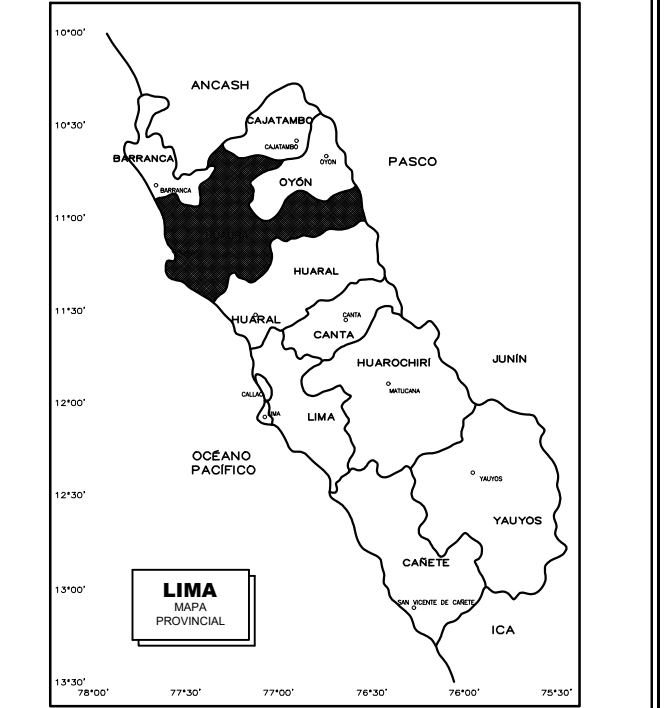 10°00'
ANCASH
10°30'
CAJATAMBO
CAJATAMBO
BARRANCA
OYÓN
PASCO
BARRANCA
OYÓN
11°00'
HUARAL
11°30'
CANTA
HUARAL
CANTA
HUAROCHIRÍ
JUNÍN
MATUCANA
CALLAO
12°00'
LIMA
LIMA
OCÉANO
PACÍFICO
YAUYOS
12°30'
YAUYOS
CAÑETE
LIMA
MAPA
PROVINCIAL
13°00'
SAN VICENTE DE CAÑETE
ICA
13°30'
78°00' 77°30' 77°00' 76°30' 76°00' 75°30'